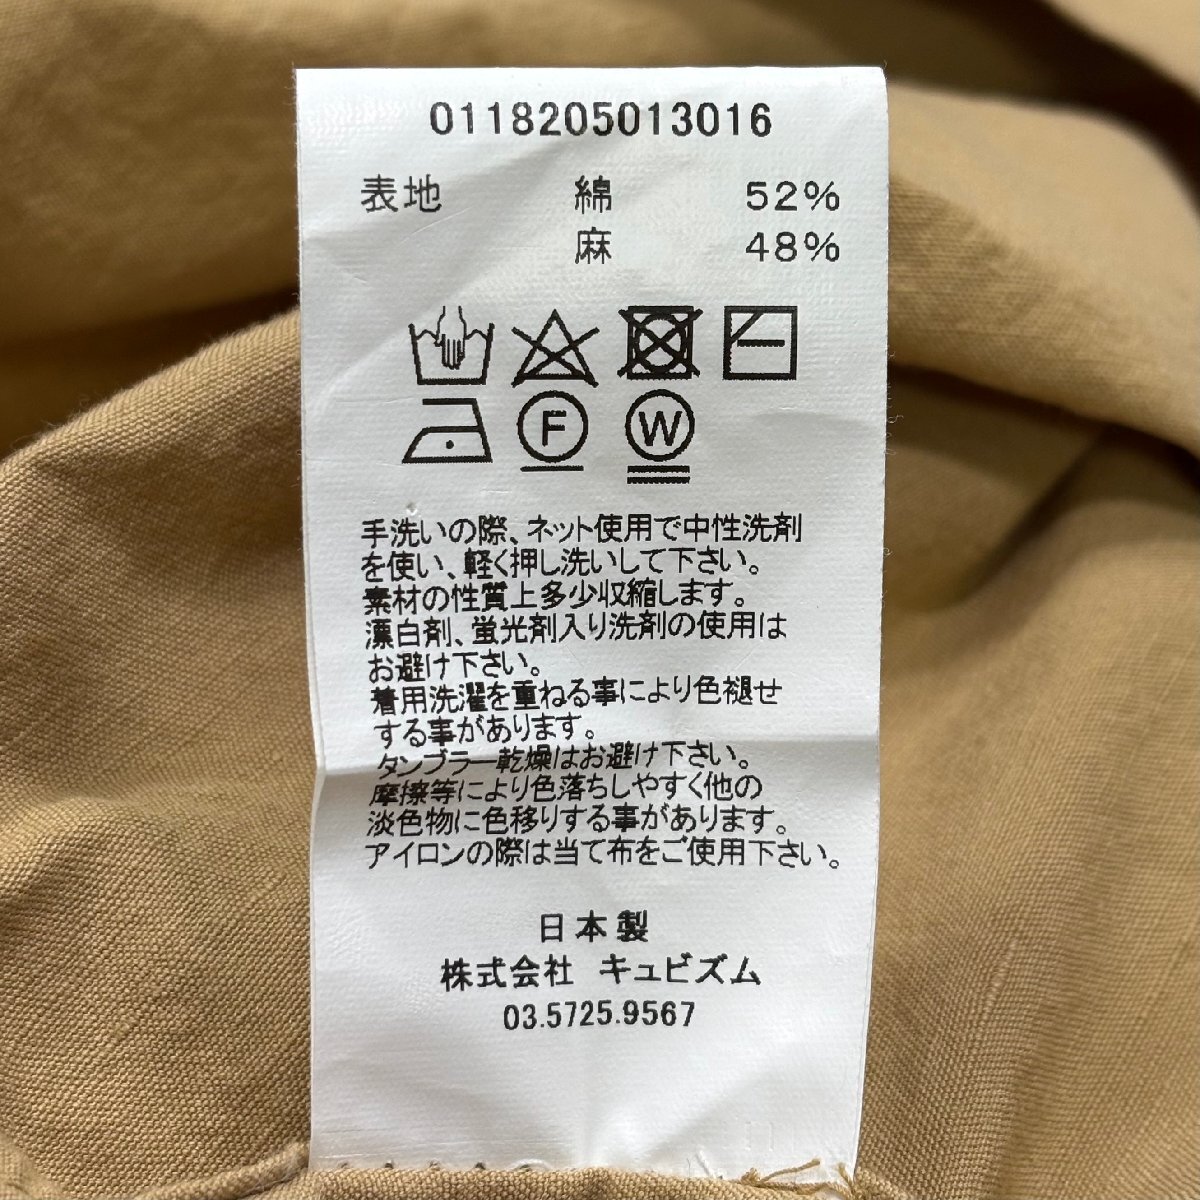 0118205013016
表地 綿 52%
麻 48%
F W
手洗いの際、ネット使用で中性洗剤
を使い、軽く押し洗いして下さい。
素材の性質上多少収縮します。
漂白剤、蛍光剤入り洗剤の使用は
お避け下さい。
着用洗濯を重ねる事により色褪せ
する事があります。
タンブラー乾燥はお避け下さい。
摩擦等により色落ちしやすく他の
淡色物に色移りする事があります。
アイロンの際は当て布をご使用下さい。
日本製
株式会社 キュビズム
03.5725.9567